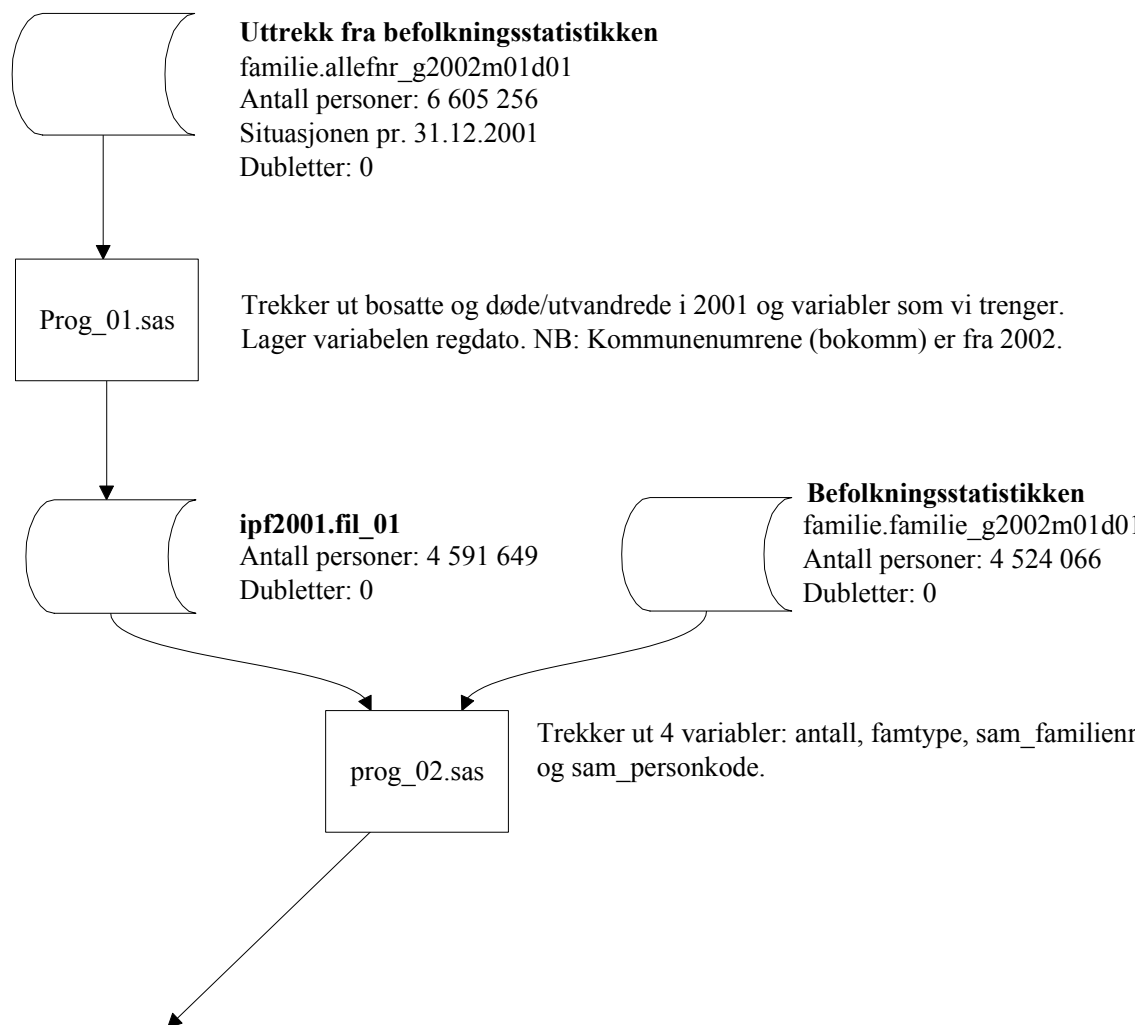 Uttrekk fra befolkningsstatistikken
familie.allefnr_g2002m01d01
Antall personer: 6 605 256
Situasjonen pr. 31.12.2001
Dubletter: 0
Prog_01.sas
Trekker ut bosatte og døde/utvandrede i 2001 og variabler som vi trenger.
Lager variabelen regdato. NB: Kommunenumrene (bokomm) er fra 2002.
ipf2001.fil_01
Antall personer: 4 591 649
Dubletter: 0
Befolkningsstatistikken
familie.familie_g2002m01d01
Antall personer: 4 524 066
Dubletter: 0
prog_02.sas
Trekker ut 4 variabler: antall, famtype, sam_familienr
og sam_personkode.